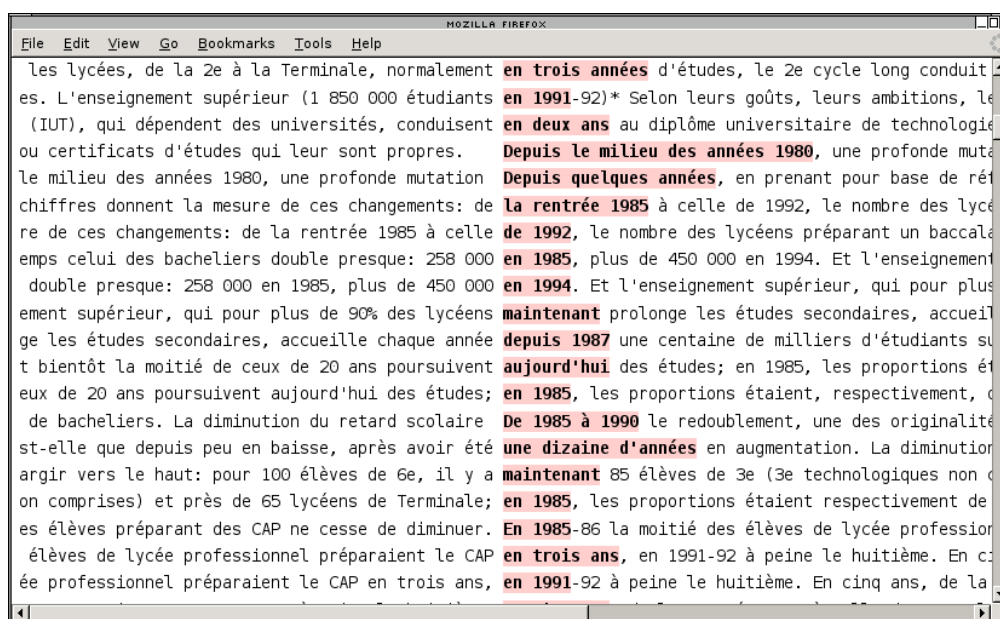 MOZILLA FIREFOX
File Edit View Go Bookmarks Tools Help
les lycées, de la 2e à la Terminale, normalement en trois années d'études, le 2e cycle long conduit
es. L'enseignement supérieur (1 850 000 étudiants en 1991-92)* Selon leurs goûts, leurs ambitions, le
(IUT), qui dépendent des universités, conduisent en deux ans au diplôme universitaire de technologie
ou certificats d'études qui leur sont propres. Depuis le milieu des années 1980, une profonde muta
le milieu des années 1980, une profonde mutation Depuis quelques années, en prenant pour base de réf
chiffres donnent la mesure de ces changements: de la rentrée 1985 à celle de 1992, le nombre des lycé
re de ces changements: de la rentrée 1985 à celle de 1992, le nombre des lycéens préparant un baccala
emps celui des bacheliers double presque: 258 000 en 1985, plus de 450 000 en 1994. Et l'enseignement
double presque: 258 000 en 1985, plus de 450 000 en 1994. Et l'enseignement supérieur, qui pour plus
ement supérieur, qui pour plus de 90% des lycéens maintenant prolonge les études secondaires, accueil
ge les études secondaires, accueille chaque année depuis 1987 une centaine de milliers d'étudiants su
t bientôt la moitié de ceux de 20 ans poursuivent aujourd'hui des études; en 1985, les proportions ét
eux de 20 ans poursuivent aujourd'hui des études; en 1985, les proportions étaient, respectivement,
de bacheliers. La diminution du retard scolaire De 1985 à 1990 le redoublement, une des originalité
st-elle que depuis peu en baisse, après avoir été une dizaine d'années en augmentation. La diminution
argir vers le haut: pour 100 élèves de 6e, il y a maintenant 85 élèves de 3e (3e technologiques non
on comprises) et près de 65 lycéens de Terminale; en 1985, les proportions étaient respectivement de
es élèves préparant des CAP ne cesse de diminuer. En 1985-86 la moitié des élèves de lycée profession
élèves de lycée professionnel préparaient le CAP en trois ans, en 1991-92 à peine le huitième. En
ée professionnel préparaient le CAP en trois ans, en 1991-92 à peine le huitième. En cinq ans, de la